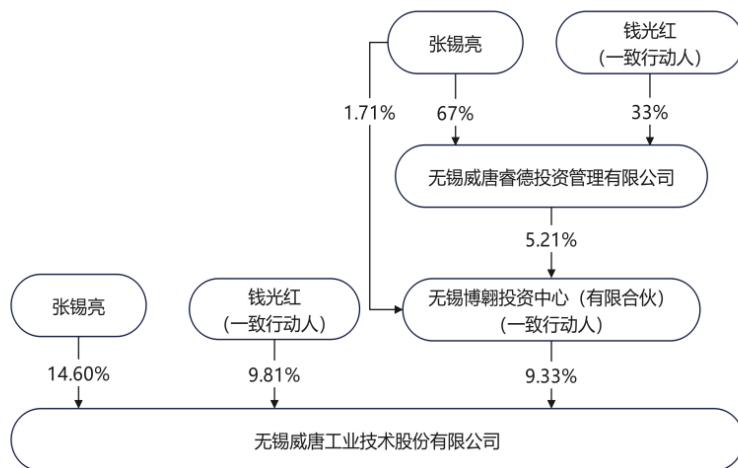 张锡亮
钱光红
（一致行动人）
1.71%
67%
33%
无锡威唐睿德投资管理有限公司
5.21%
张锡亮
钱光红
（一致行动人）
无锡博翱投资中心（有限合伙）
（一致行动人）
14.60%
9.81%
9.33%
无锡威唐工业技术股份有限公司